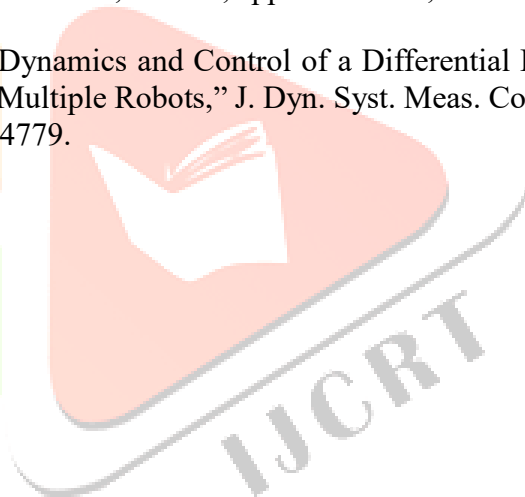 Dynamics and Control of a Differential
Multiple Robots,” J. Dyn. Syst. Meas. Co
4779.
IJCRT